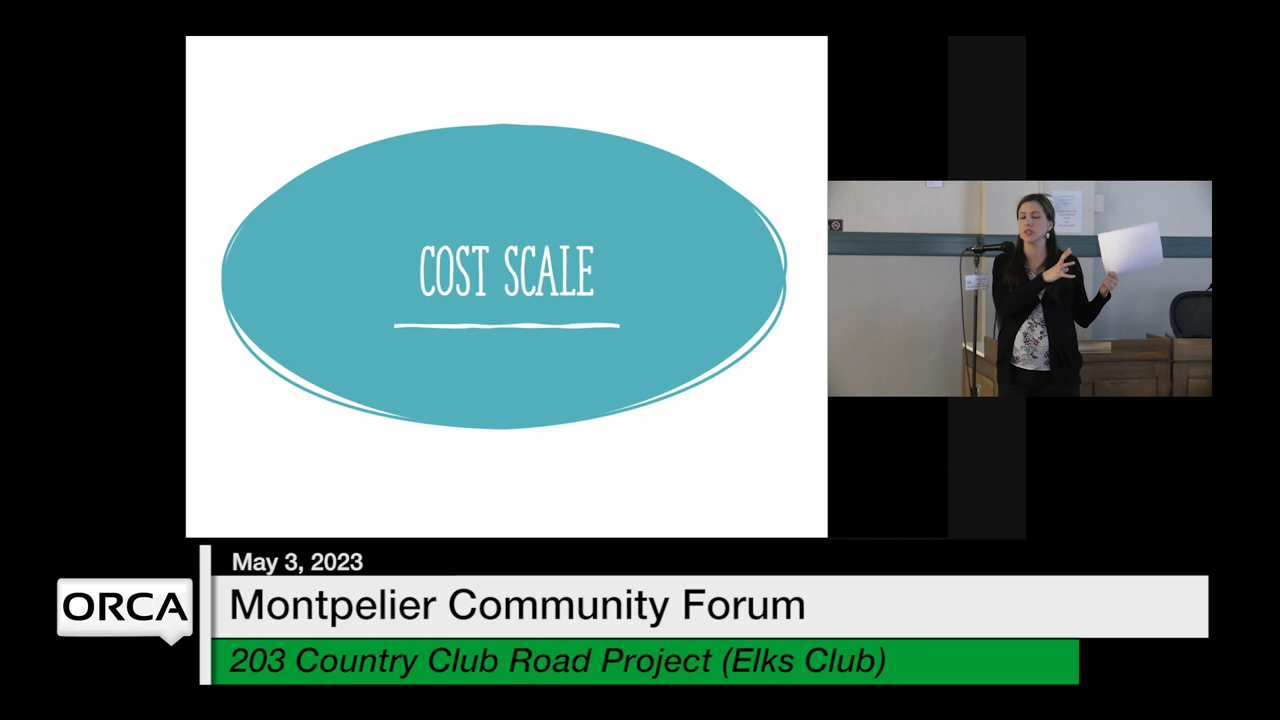 COST SCALE
May 3, 2023
ORCA
Montpelier Community Forum
203 Country Club Road Project (Elks Club)